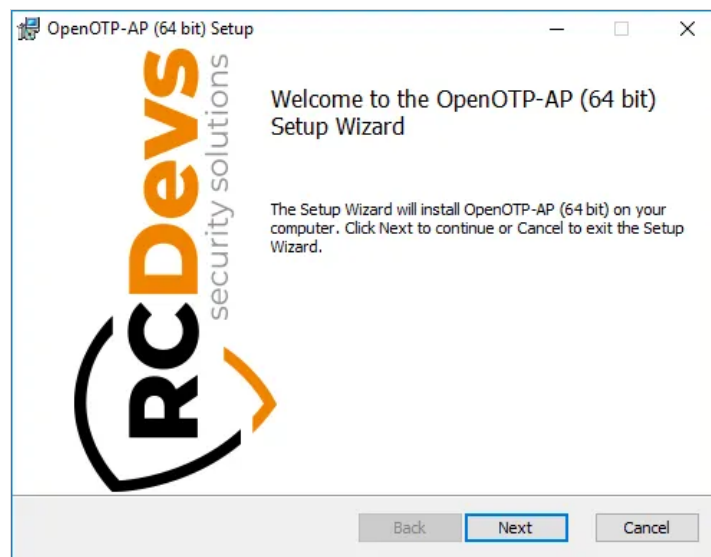 OpenOTP-AP (64 bit) Setup
RCDevs
security solutions
Welcome to the OpenOTP-AP (64 bit)
Setup Wizard
The Setup Wizard will install OpenOTP-AP (64 bit) on your
computer. Click Next to continue or Cancel to exit the Setup
Wizard.
Back
Next
Cancel